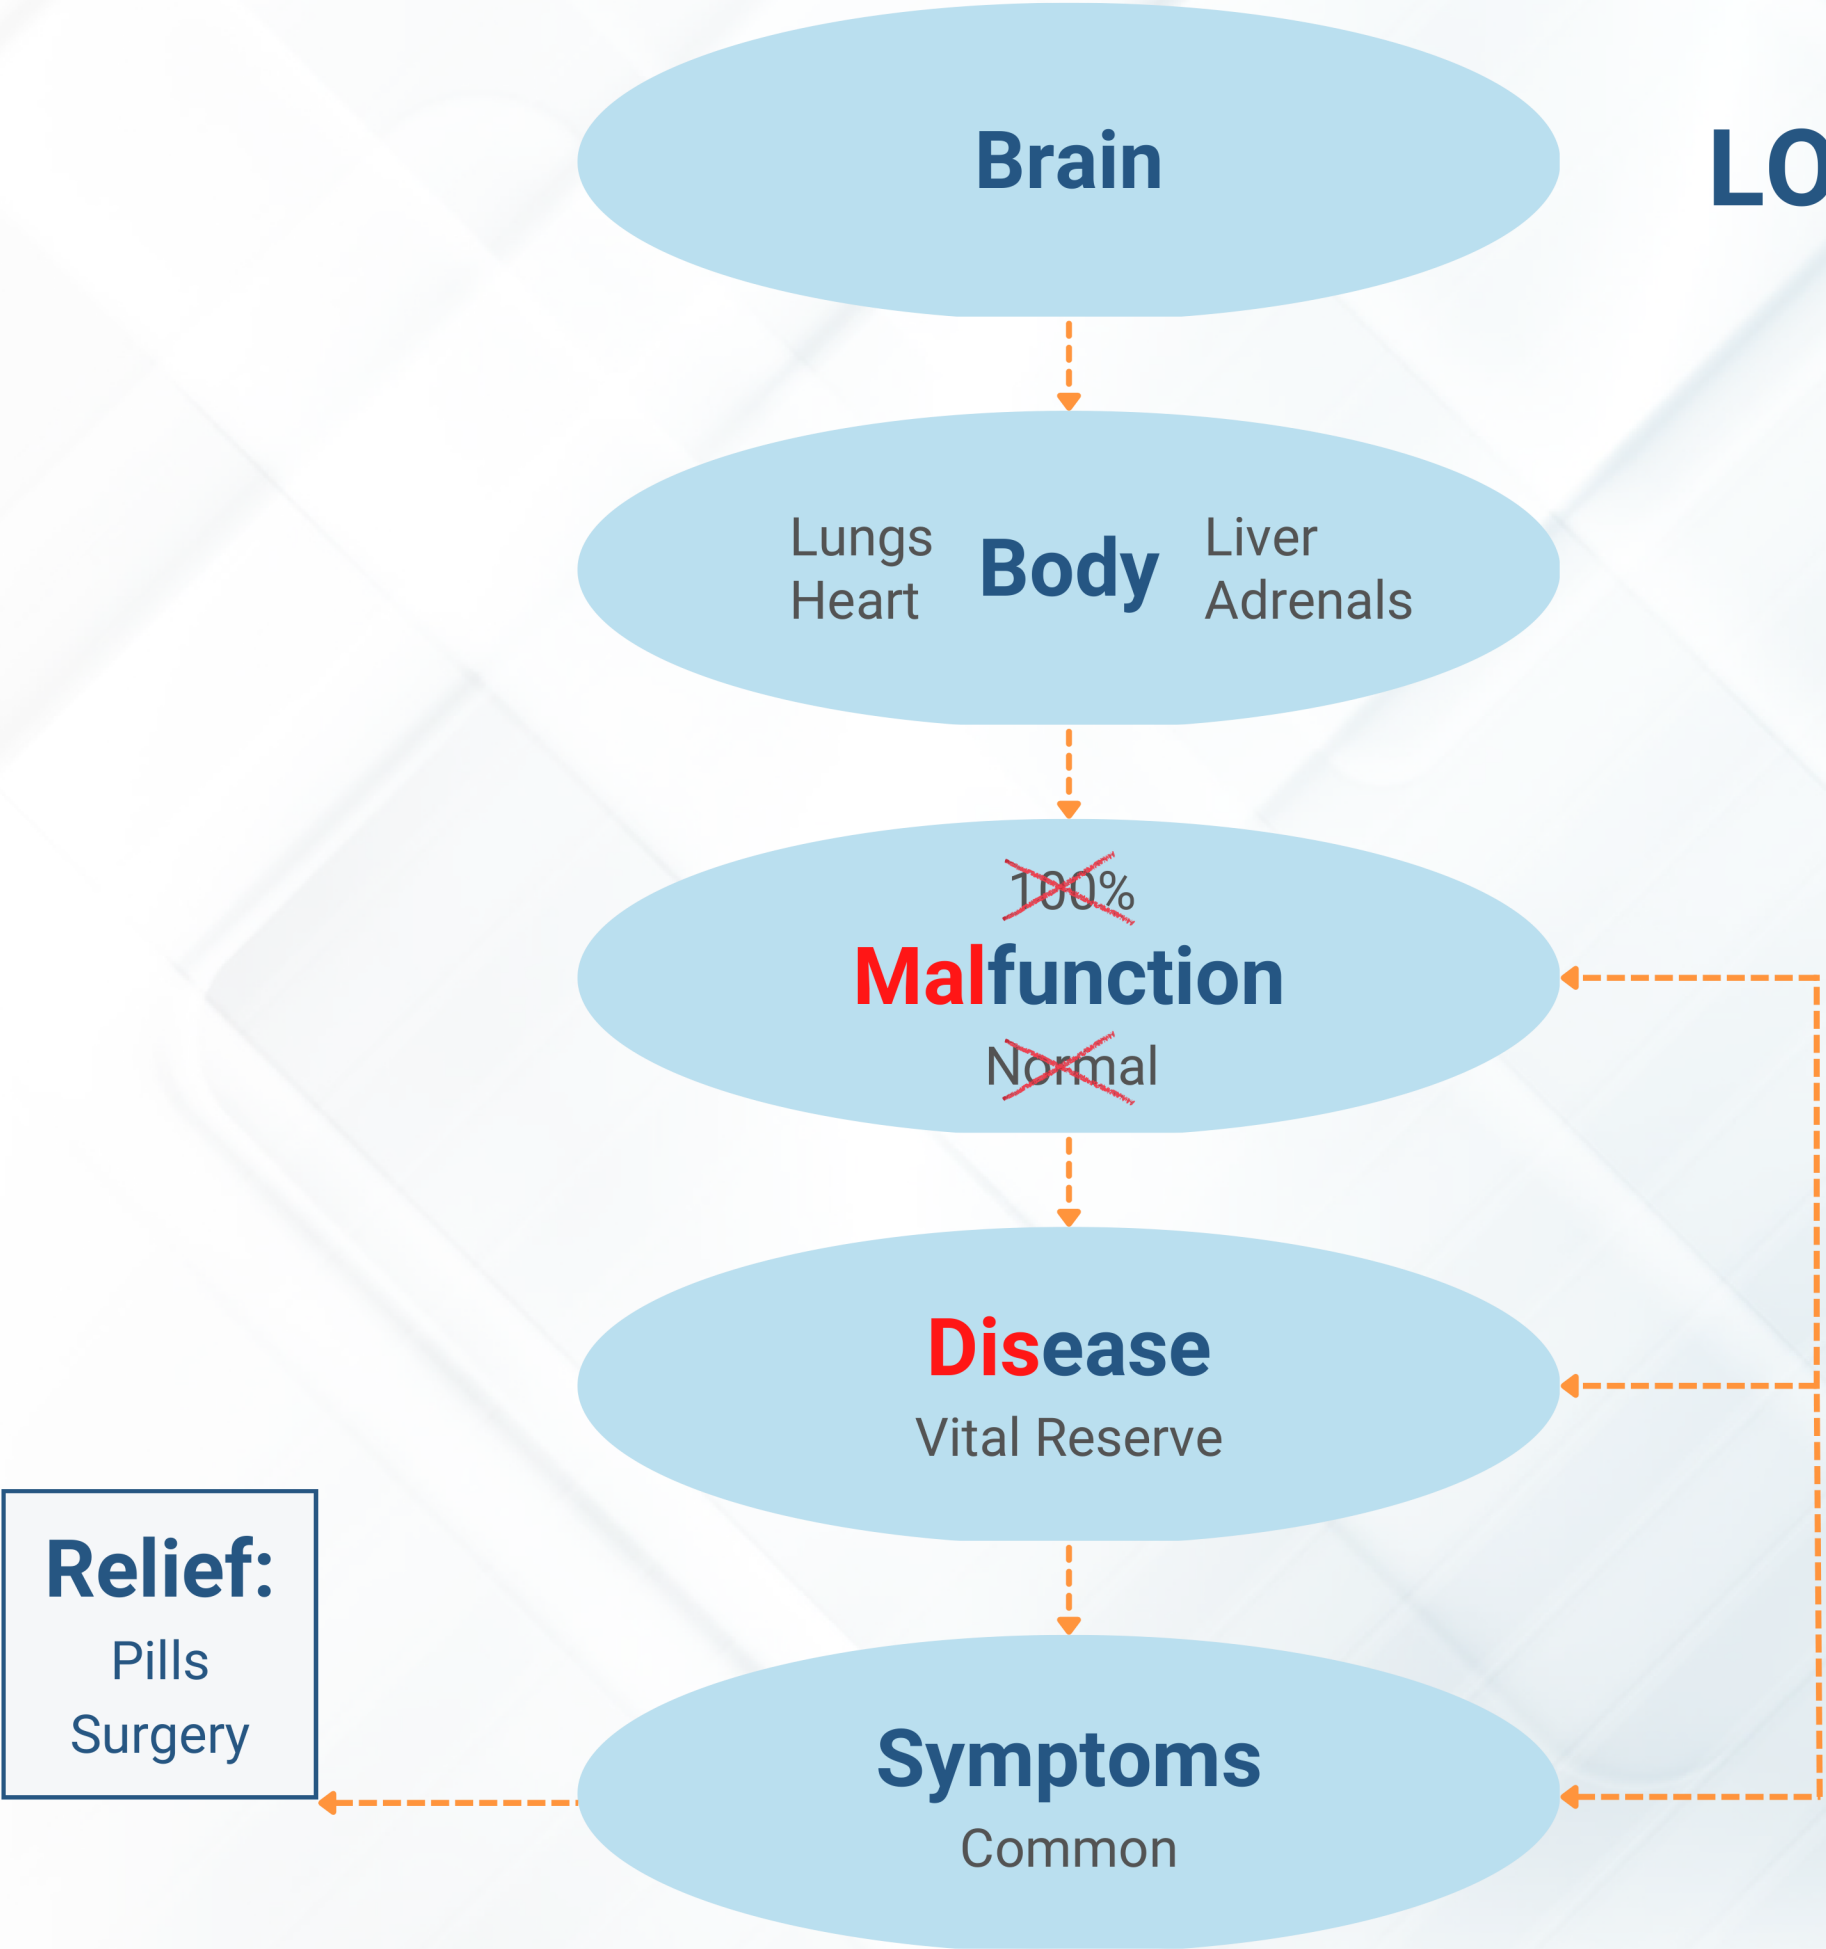 Brain
LO
Lungs
Heart
Body
Liver
Adrenals
100%
Malfunction
Normal
Disease
Vital Reserve
Relief:
Pills
Surgery
Symptoms
Common